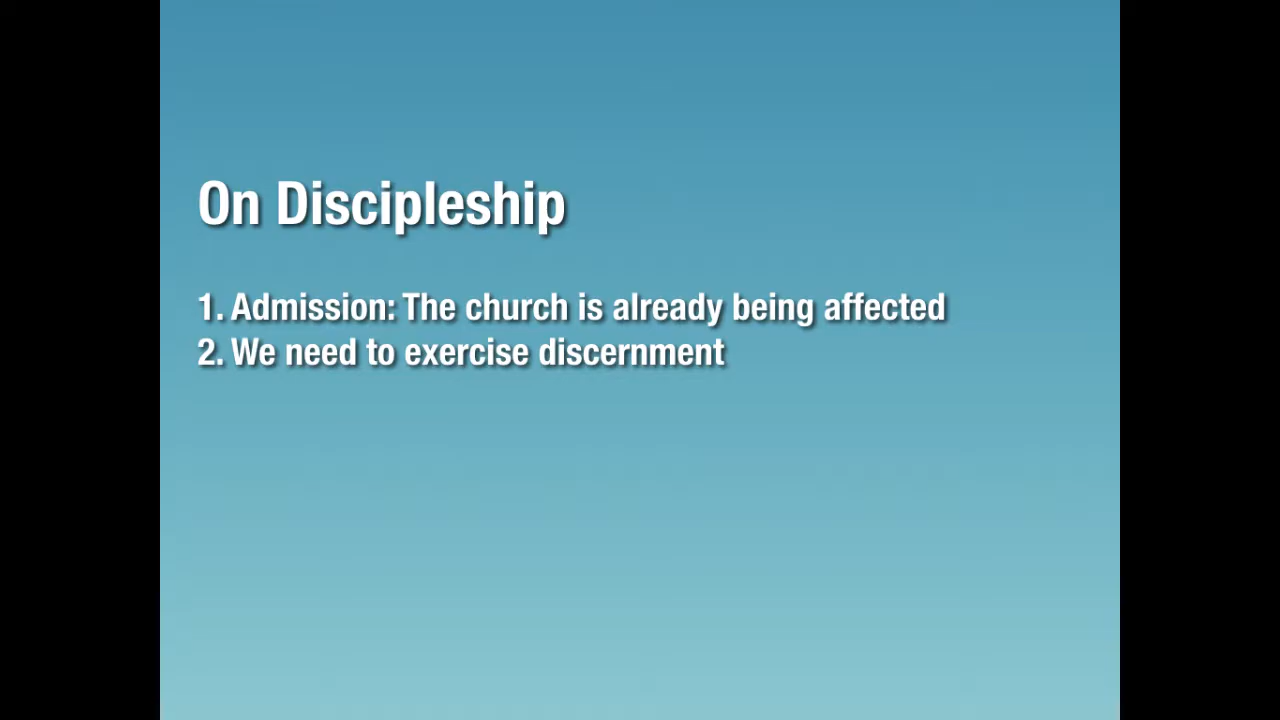 On Discipleship
1. Admission: The church is already being affected
2. We need to exercise discernment